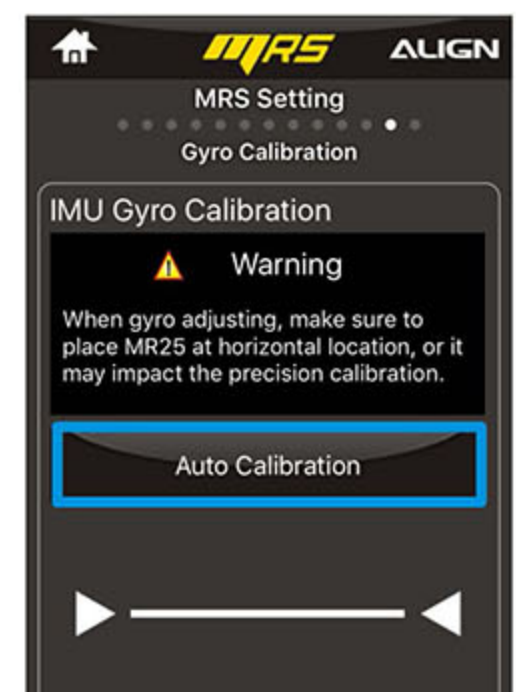 MRS ALIGN
MRS Setting
Gyro Calibration
IMU Gyro Calibration
Warning
When gyro adjusting, make sure to
place MR25 at horizontal location, or it
may impact the precision calibration.
Auto Calibration